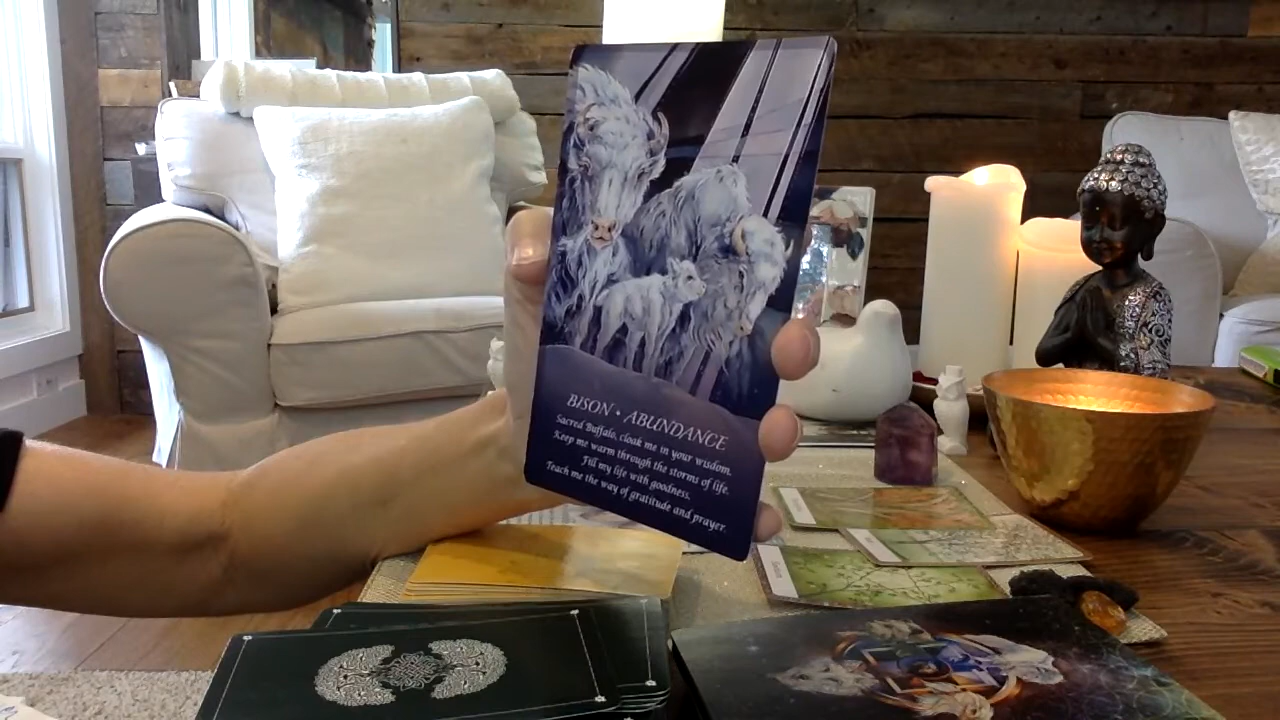 BISON • ABUNDANCE
Sacred Buffalo, cloak me in your wisdom.
Keep me warm through the storms of life.
Fill my life with goodness.
Teach me the way of gratitude and prayer.